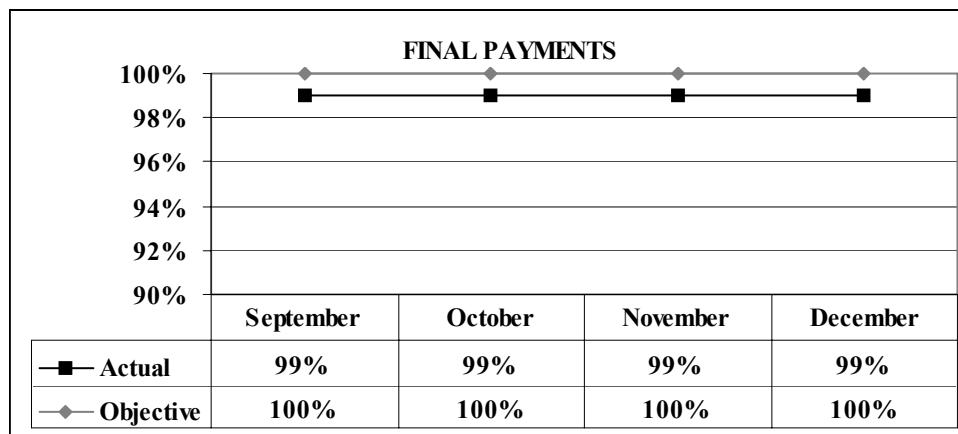 FINAL PAYMENTS
100%
98%
96%
94%
92%
90%
September October November December
Actual 99% 99% 99% 99%
Objective 100% 100% 100% 100%